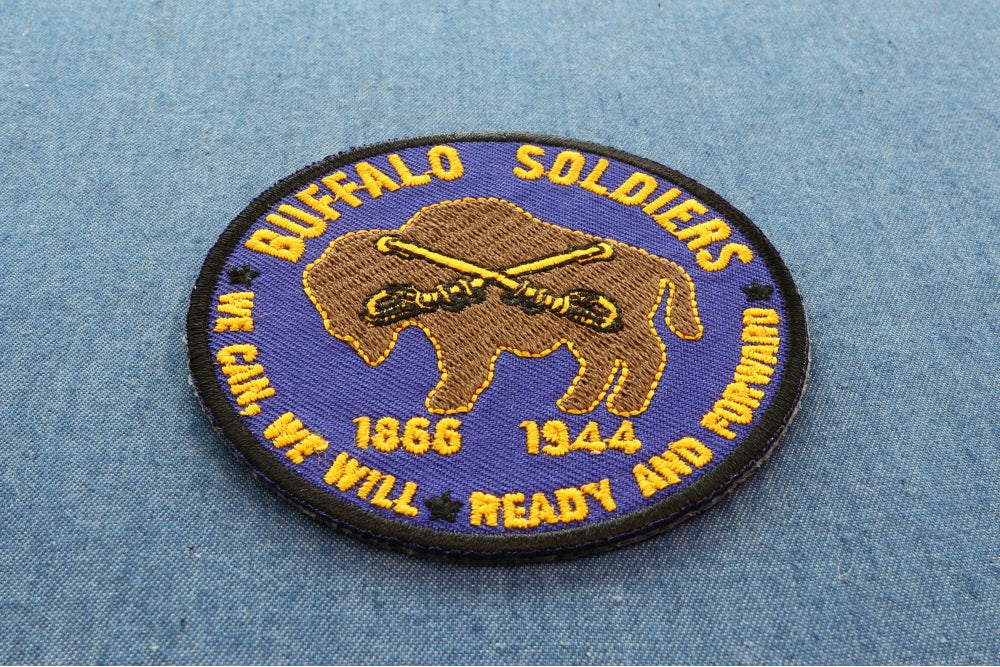 BUFFALO SOLDIERS
1866 1944
WE CAN, WE WILL READY AND FORWARD